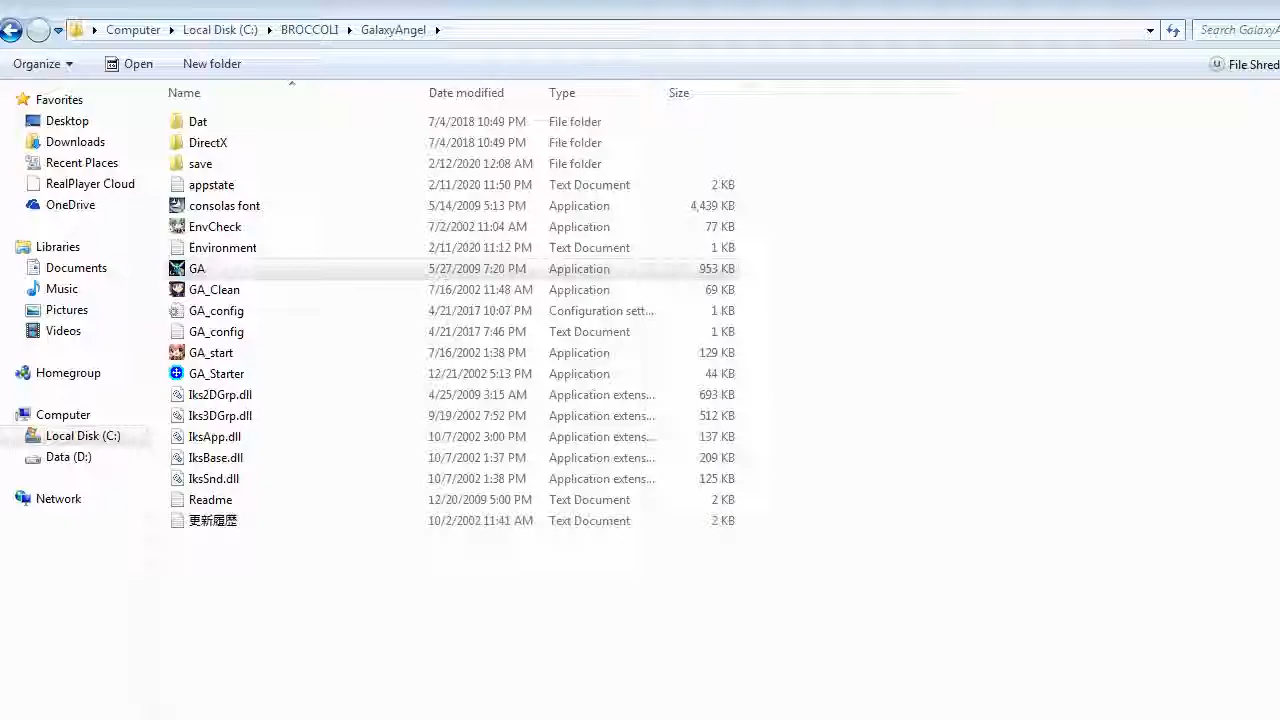 Computer Local Disk (C:) BROCCOLI GalaxyAngel Search GalaxyA
Organize Open New folder File Shred
Name Date modified Type Size
Favorites
Desktop
Downloads
Recent Places
RealPlayer Cloud
OneDrive
Libraries
Documents
Music
Pictures
Videos
Homegroup
Computer
Local Disk (C:)
Data (D:)
Network
Dat 7/4/2018 10:49 PM File folder
DirectX 7/4/2018 10:49 PM File folder
save 2/12/2020 12:08 AM File folder
appstate 2/11/2020 11:50 PM Text Document 2 KB
consolas font 5/14/2009 5:13 PM Application 4,439 KB
EnvCheck 7/2/2002 11:04 AM Application 77 KB
Environment 2/11/2020 11:12 PM Text Document 1 KB
GA 5/27/2009 7:20 PM Application 953 KB
GA_Clean 7/16/2002 11:48 AM Application 69 KB
GA_config 4/21/2017 10:07 PM Configuration sett... 1 KB
GA_config 4/21/2017 7:46 PM Text Document 1 KB
GA_start 7/16/2002 1:38 PM Application 129 KB
GA_Starter 12/21/2002 5:13 PM Application 44 KB
Iks2DGrp.dll 4/25/2009 3:15 AM Application extens... 693 KB
Iks3DGrp.dll 9/19/2002 7:52 PM Application extens... 512 KB
IksApp.dll 10/7/2002 3:00 PM Application extens... 137 KB
IksBase.dll 10/7/2002 1:37 PM Application extens... 209 KB
IksSnd.dll 10/7/2002 1:38 PM Application extens... 125 KB
Readme 12/20/2009 5:00 PM Text Document 2 KB
更新履歴 10/2/2002 11:41 AM Text Document 2 KB